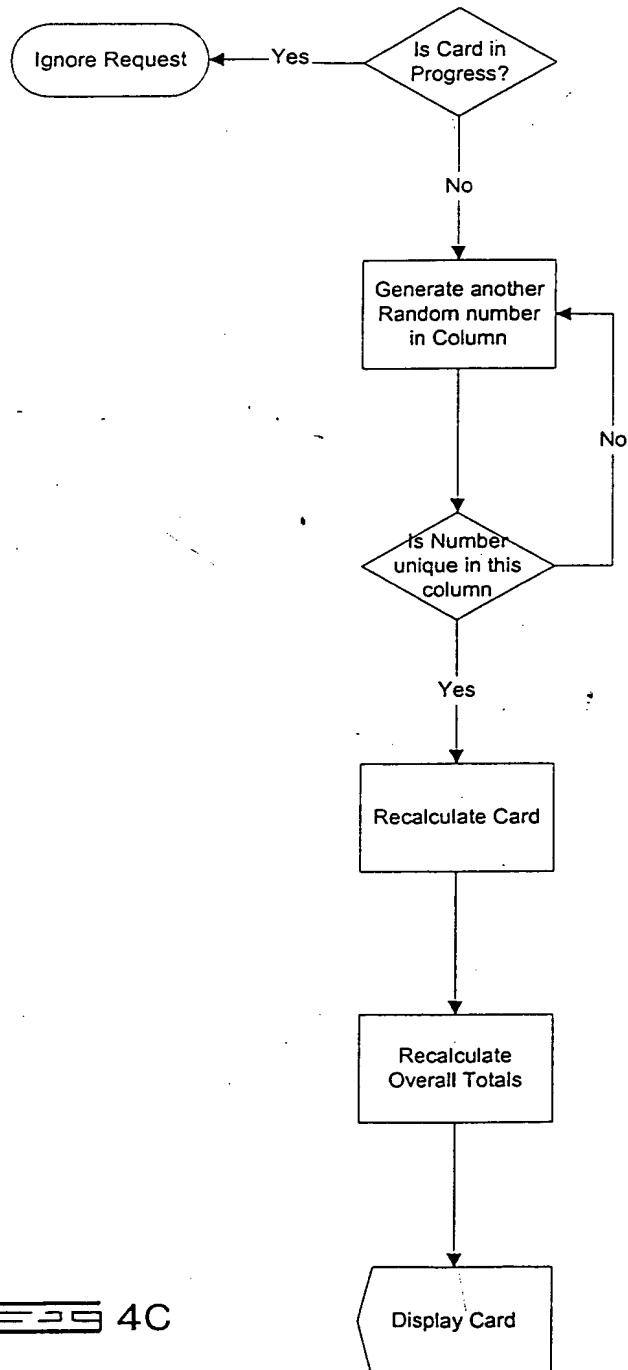 Is Card in
Progress?
Yes
Ignore Request
No
Generate another
Random number
in Column
No
Is Number
unique in this
column
Yes
Recalculate Card
Recalculate
Overall Totals
Display Card
4C